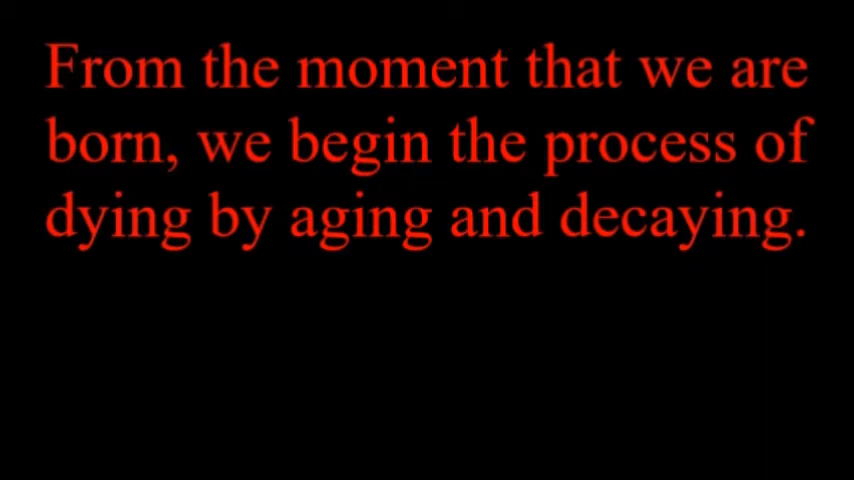 From the moment that we are
born, we begin the process of
dying by aging and decaying.